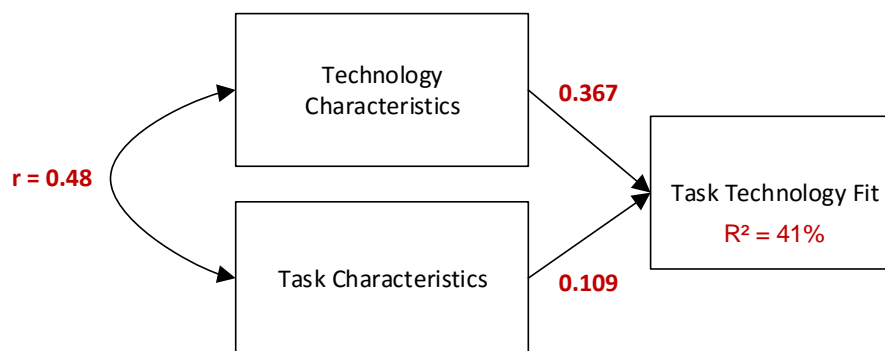 Technology
Characteristics
0.367
r = 0.48
Task Technology Fit
R² = 41%
Task Characteristics
0.109